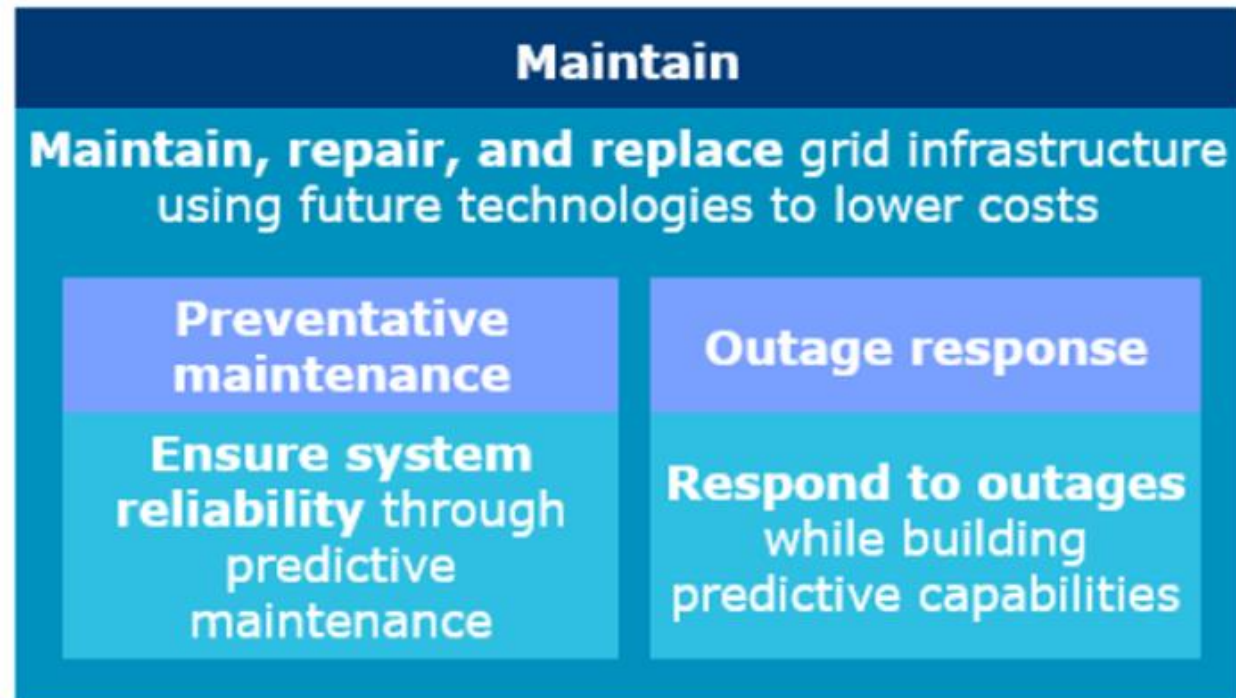 Maintain
Maintain, repair, and replace grid infrastructure
using future technologies to lower costs
Preventative
maintenance
Ensure system
reliability through
predictive
maintenance
Outage response
Respond to outages
while building
predictive capabilities